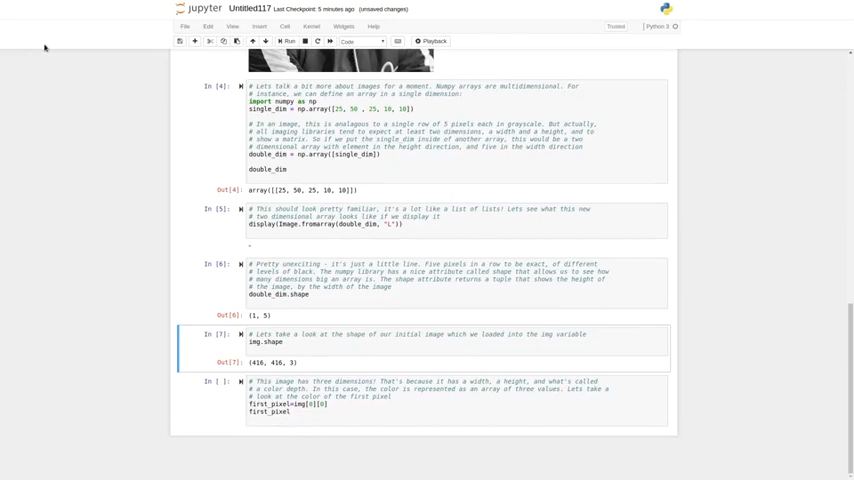 jupyter Untitled117 Last Checkpoint: 5 minutes ago (unsaved changes)
File Edit View Insert Cell Kernel Widgets Help Trusted Python 3
Run Code Playback
In [4]: # Lets talk a bit more about images for a moment. Numpy arrays are multidimensional. For
# instance, we can define an array in a single dimension:
import numpy as np
single_dim = np.array([25, 50 , 25, 10, 10])
# In an image, this is analagous to a single row of 5 pixels each in grayscale. But actually,
# all imaging libraries tend to expect at least two dimensions, a width and a height, and to
# show a matrix. So if we put the single_dim inside of another array, this would be a two
# dimensional array with element in the height direction, and five in the width direction
double_dim = np.array([single_dim])
double_dim
Out[4]: array([[25, 50, 25, 10, 10]])
In [5]: # This should look pretty familiar, it's a lot like a list of lists! Lets see what this new
# two dimensional array looks like if we display it
display(Image.fromarray(double_dim, "L"))
In [6]: # Pretty unexciting - it's just a little line. Five pixels in a row to be exact, of different
# levels of black. The numpy library has a nice attribute called shape that allows us to see how
# many dimensions big an array is. The shape attribute returns a tuple that shows the height of
# the image, by the width of the image
double_dim.shape
Out[6]: (1, 5)
In [7]: # Lets take a look at the shape of our initial image which we loaded into the img variable
img.shape
Out[7]: (416, 416, 3)
In [ ]: # This image has three dimensions! That's because it has a width, a height, and what's called
# a color depth. In this case, the color is represented as an array of three values. Lets take a
# look at the color of the first pixel
first_pixel=img[0][0]
first_pixel